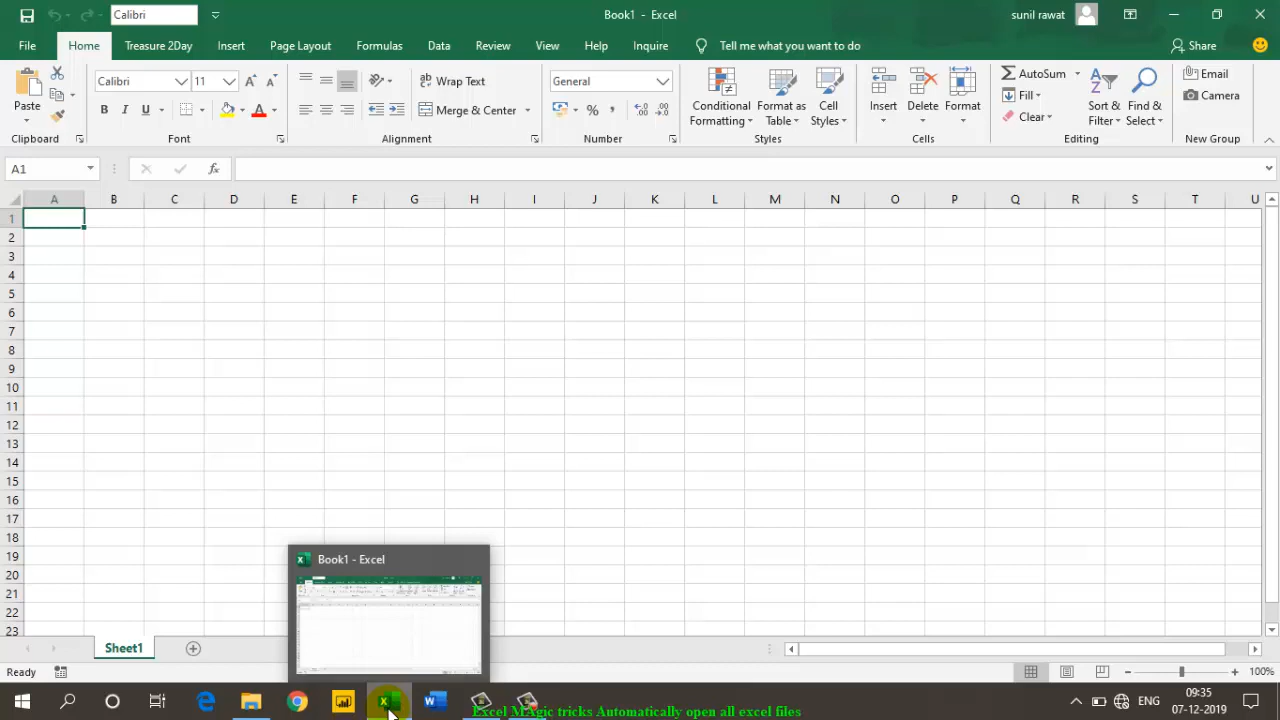 Calibri
Book1 - Excel
sunil rawat
File Home Treasure 2Day Insert Page Layout Formulas Data Review View Help Inquire Tell me what you want to do Share
Paste
Calibri 11
B I U
Wrap Text
Merge & Center
General
% ,
Conditional Formatting
Format as Table
Cell Styles
Insert
Delete
Format
AutoSum
Fill
Clear
Sort & Filter
Find & Select
Email
Camera
Clipboard Font Alignment Number Styles Cells Editing New Group
A1 fx
A B C D E F G H I J K L M N O P Q R S T U
1
2
3
4
5
6
7
8
9
10
11
12
13
14
15
16
17
18
19
20
21
22
23
Book1 - Excel
Sheet1
Ready 100%
ENG 09:35
07-12-2019
Excel MAgic tricks Automatically open all excel files